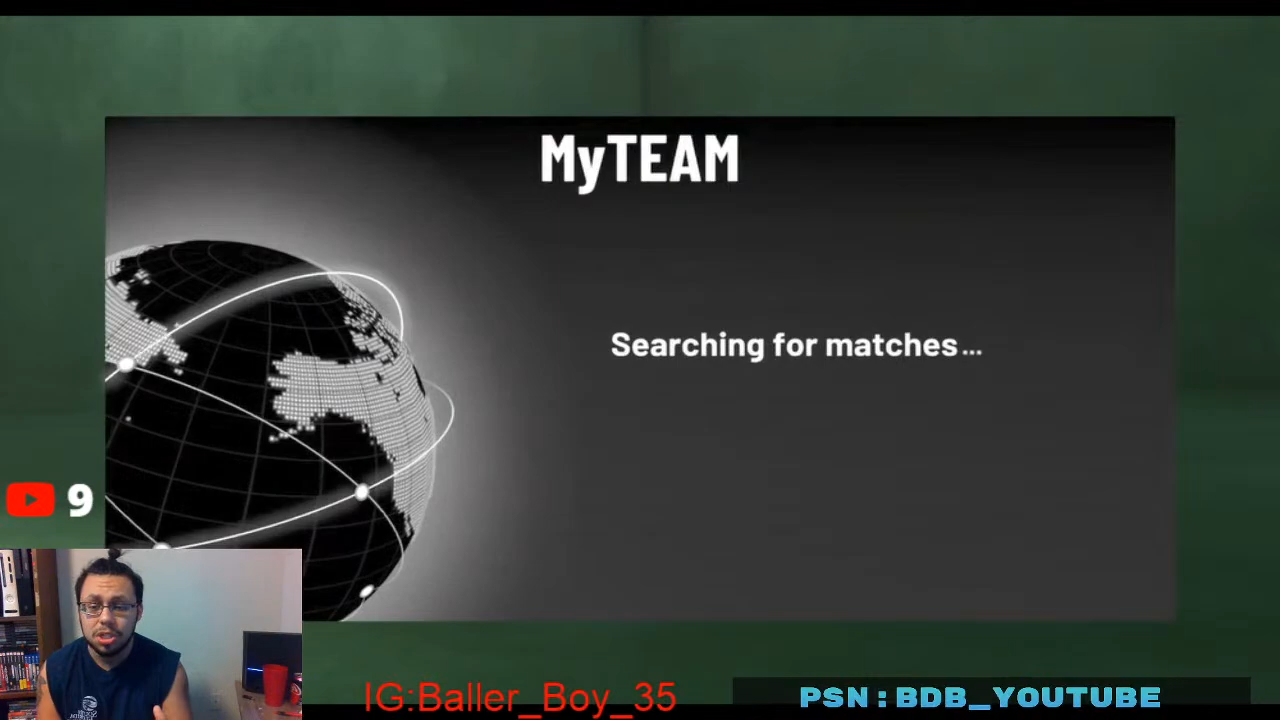 MyTEAM
Searching for matches...
9
IG:Baller_Boy_35
PSN : BDB_YOUTUBE